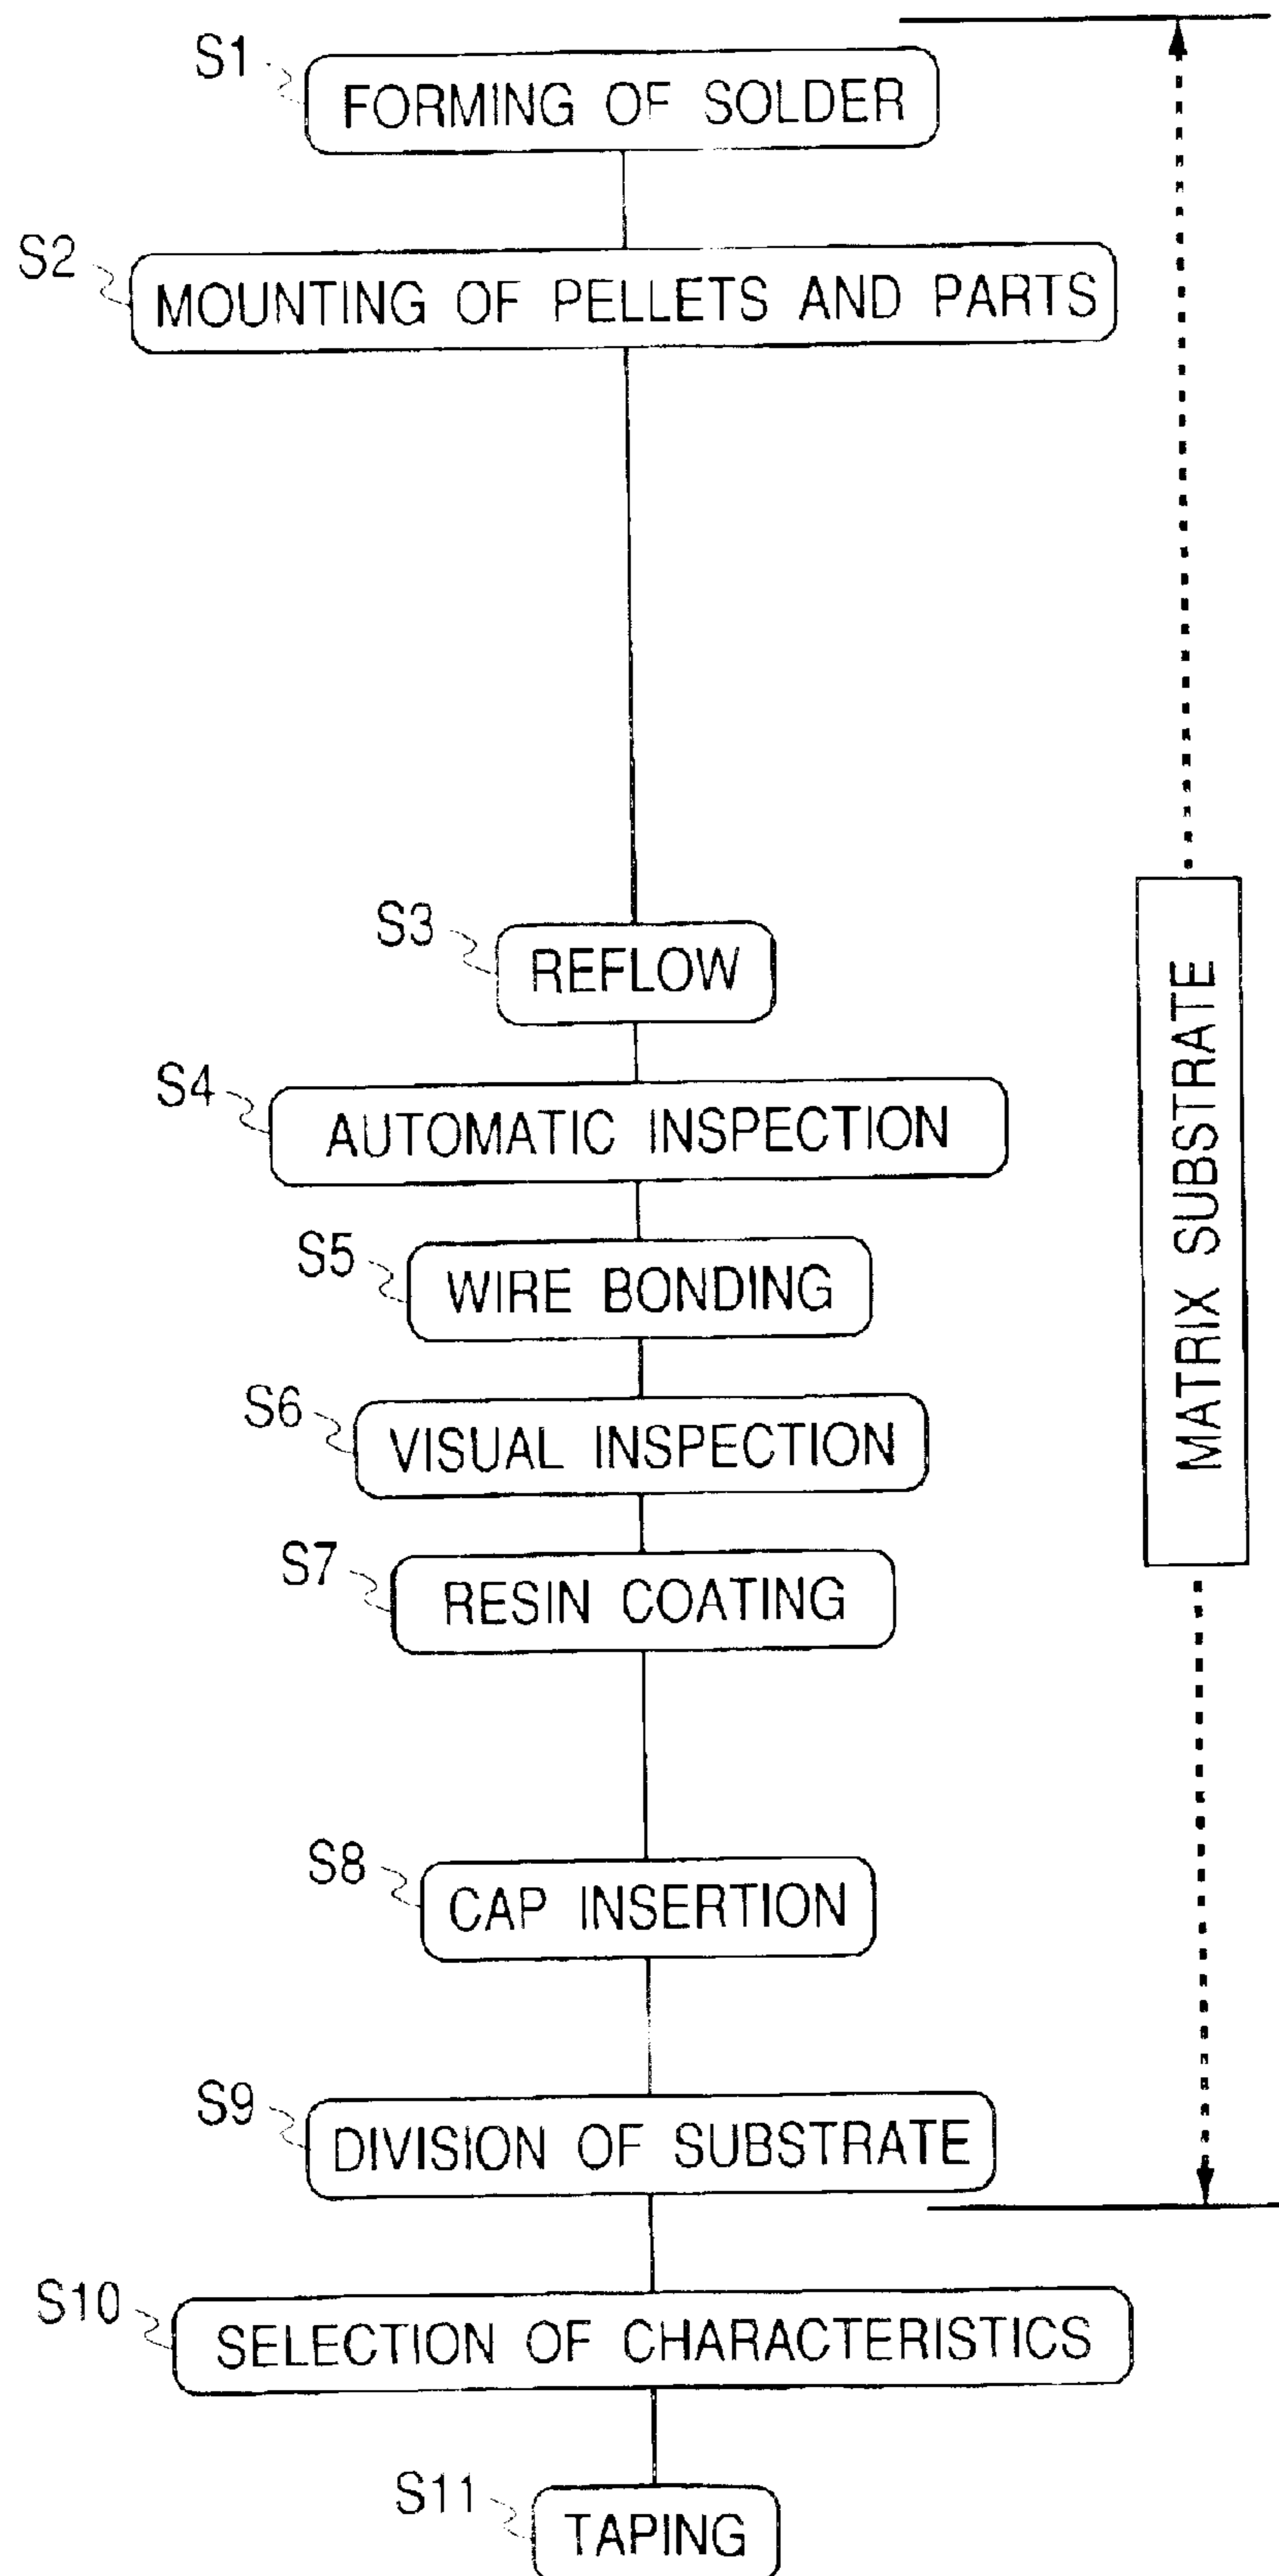 S1
FORMING OF SOLDER
S2
MOUNTING OF PELLETS AND PARTS
S3
REFLOW
S4
AUTOMATIC INSPECTION
S5
WIRE BONDING
S6
VISUAL INSPECTION
S7
RESIN COATING
S8
CAP INSERTION
S9
DIVISION OF SUBSTRATE
S10
SELECTION OF CHARACTERISTICS
S11
TAPING
MATRIX SUBSTRATE